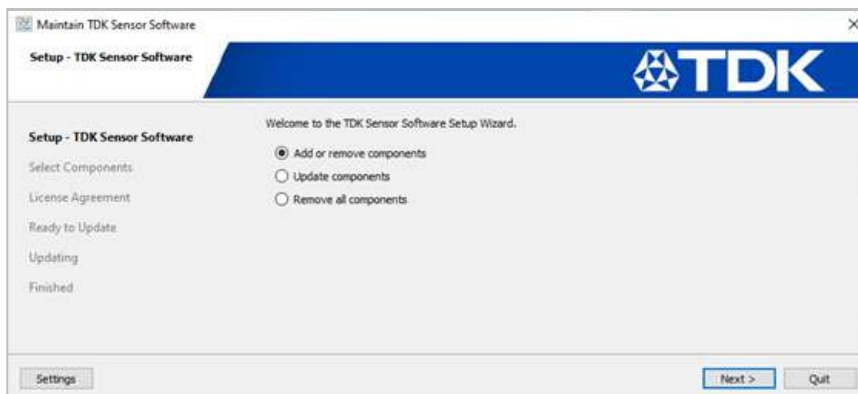 Maintain TDK Sensor Software
Setup - TDK Sensor Software
TDK
Setup - TDK Sensor Software
Select Components
License Agreement
Ready to Update
Updating
Finished
Welcome to the TDK Sensor Software Setup Wizard.
Add or remove components
Update components
Remove all components
Settings
Next >
Quit